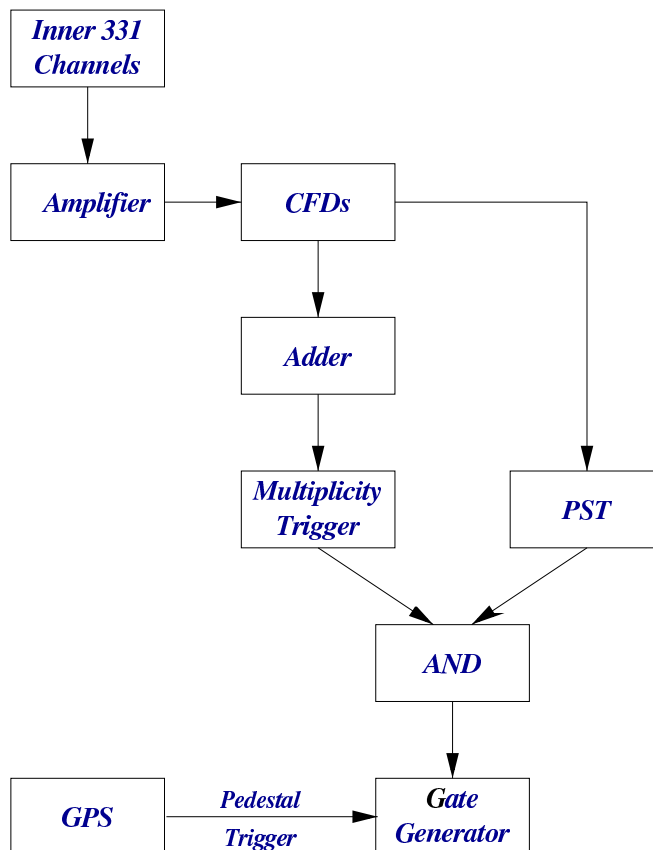 Inner 331
Channels
Amplifier
CFDs
Adder
Multiplicity
Trigger
PST
AND
GPS
Pedestal
Trigger
Gate
Generator